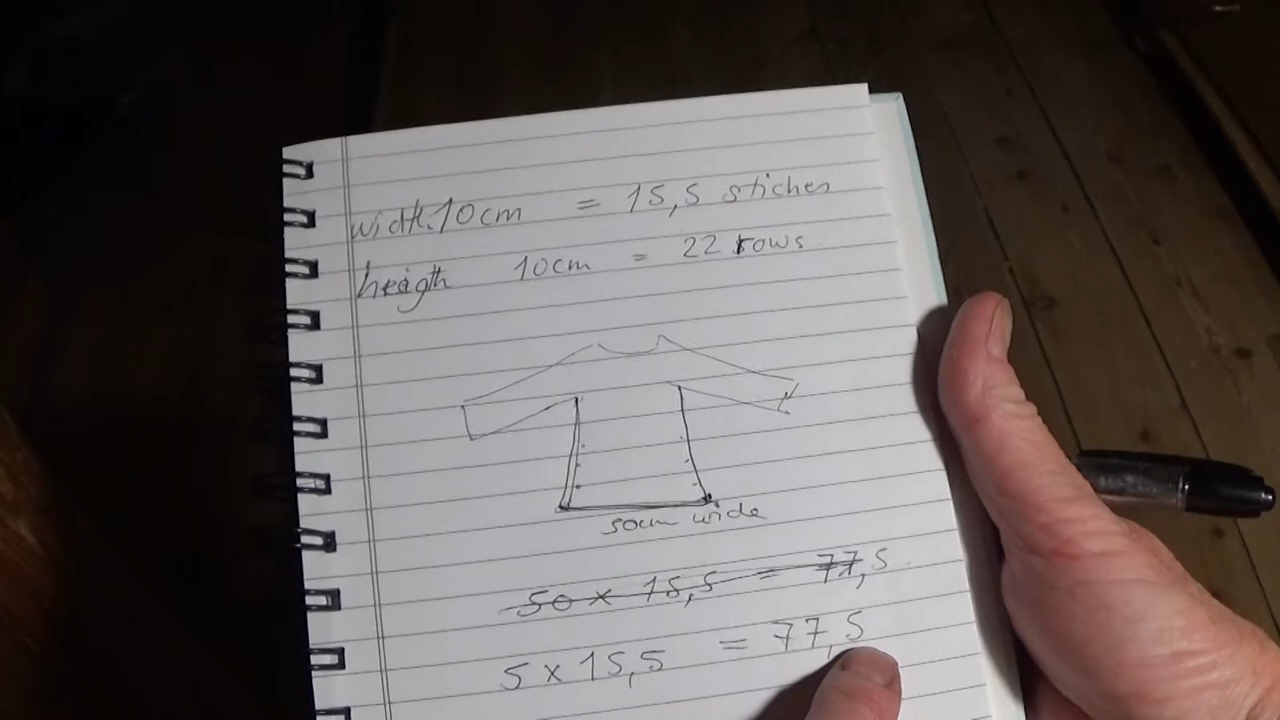 width.10cm = 15,5 stiches
heigth 10cm = 22 rows
50cm wide
50 x 15,5 = 77,5
5 x 15,5 = 77,5